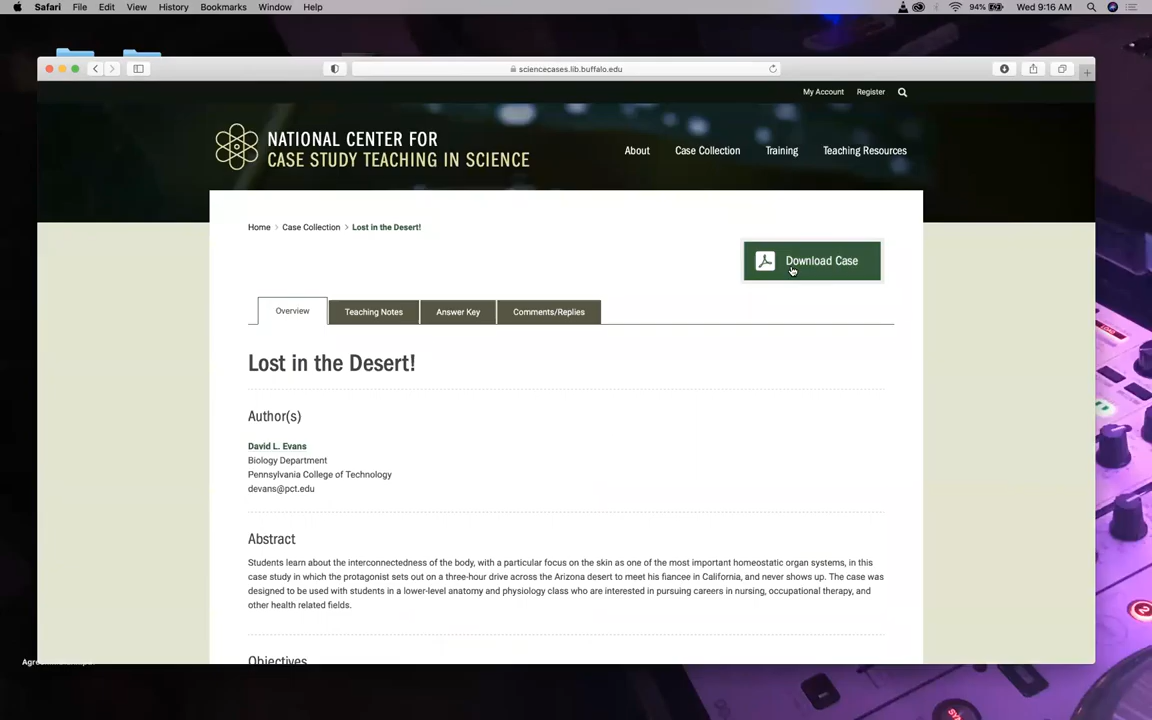 Safari File Edit View History Bookmarks Window Help 94% Wed 9:16 AM
sciencecases.lib.buffalo.edu
My Account Register
NATIONAL CENTER FOR
CASE STUDY TEACHING IN SCIENCE
About Case Collection Training Teaching Resources
Home > Case Collection > Lost in the Desert!
Download Case
Overview Teaching Notes Answer Key Comments/Replies
Lost in the Desert!
Author(s)
David L. Evans
Biology Department
Pennsylvania College of Technology
devans@pct.edu
Abstract
Students learn about the interconnectedness of the body, with a particular focus on the skin as one of the most important homeostatic organ systems, in this
case study in which the protagonist sets out on a three-hour drive across the Arizona desert to meet his fiancee in California, and never shows up. The case was
designed to be used with students in a lower-level anatomy and physiology class who are interested in pursuing careers in nursing, occupational therapy, and
other health related fields.
Objectives